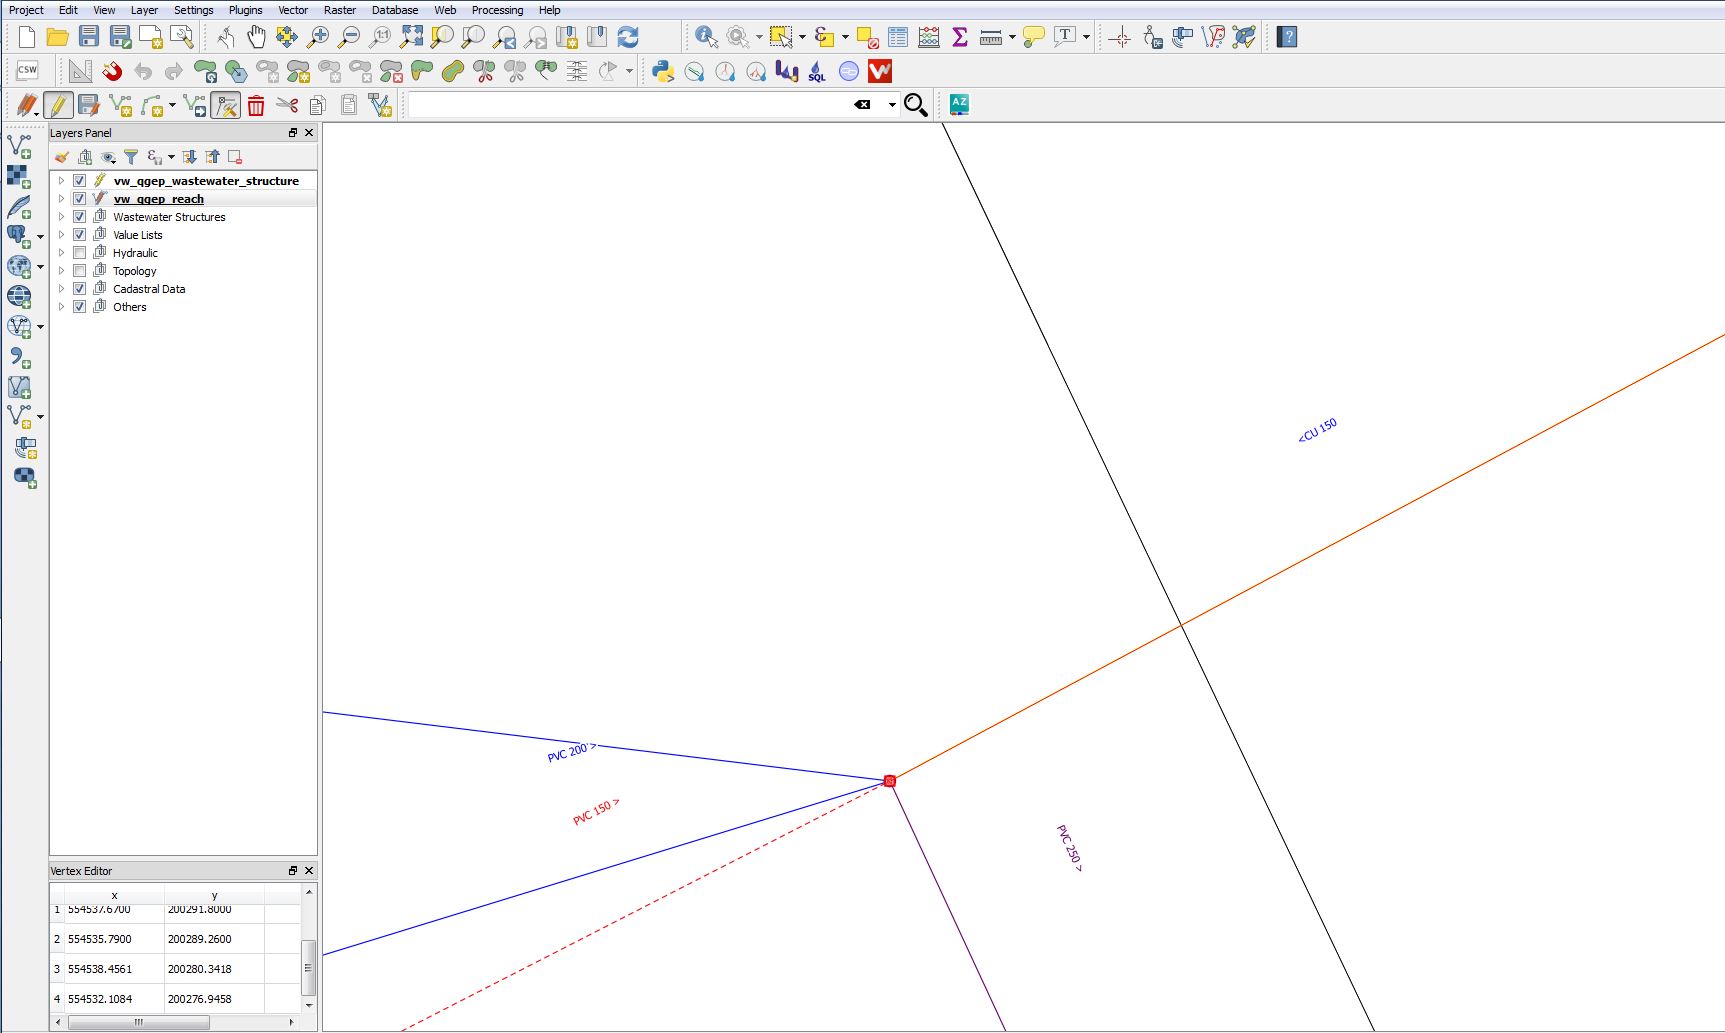 Project Edit View Layer Settings Plugins Vector Raster Database Web Processing Help
1:1
CSW
SQL
AZ
Layers Panel
vw_qgep_wastewater_structure
vw_qgep_reach
Wastewater Structures
Value Lists
Hydraulic
Topology
Cadastral Data
Others
<CU 150
PVC 200 >
PVC 150 >
PVC 250 >
Vertex Editor
x y
1 554537.6700 200291.8000
2 554535.7900 200289.2600
3 554538.4561 200280.3418
4 554532.1084 200276.9458